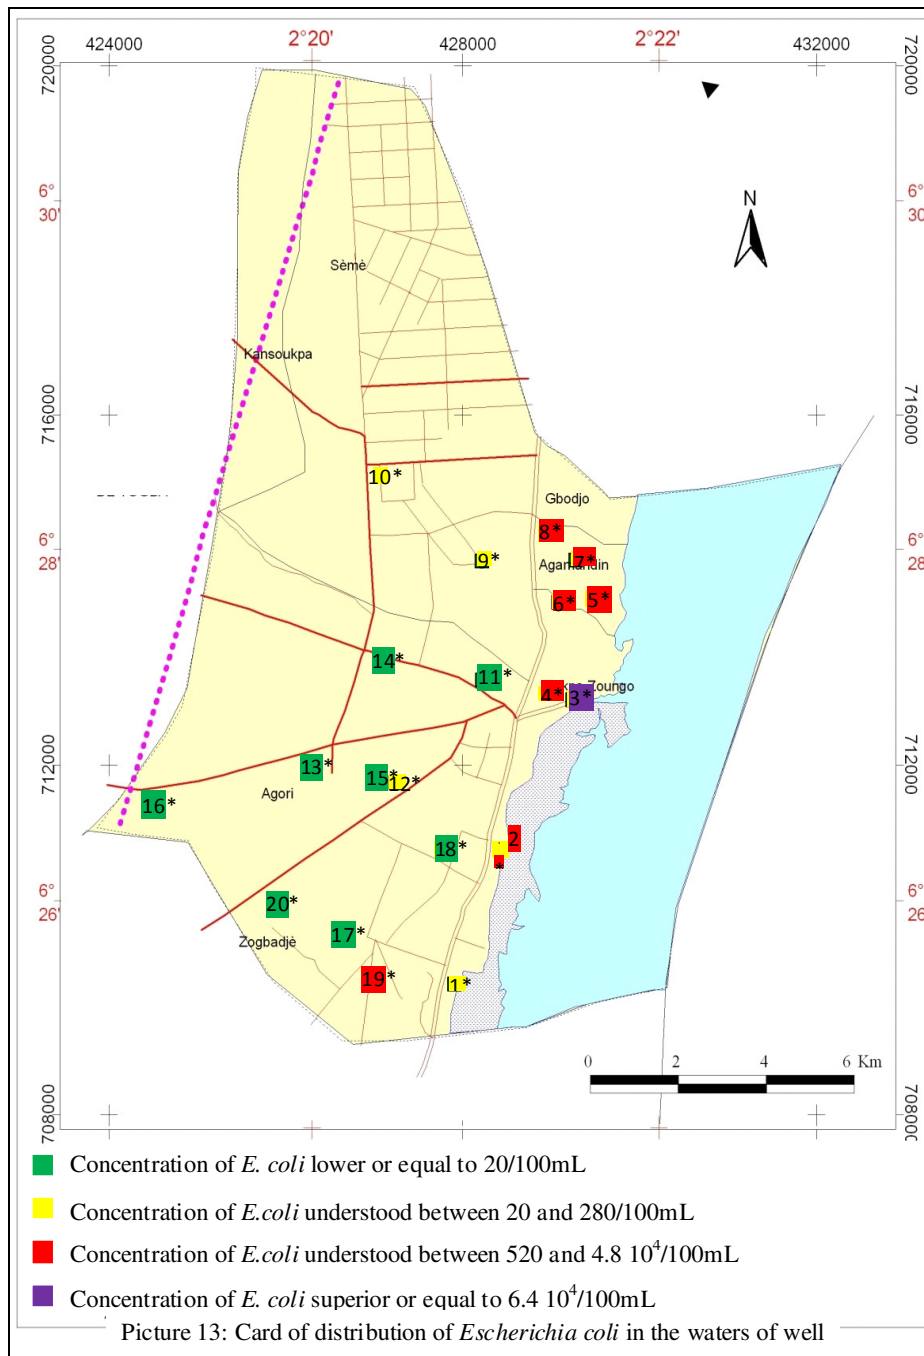 424000 2°20' 428000 2°22' 432000
720000 720000
6° 30' 6° 30'
N
Sèmè
Kansoukpa
716000 716000
10*
Gbodjo
8*
6° 28' 6° 28'
9* 7*
Agamandin
6* 5*
14*
11*
Zoungo
4* 3*
712000 712000
13* 15* 12*
Agori
16*
2
18* *
6° 26' 6° 26'
20*
17*
Zogbadjè
19* 1*
0 2 4 6 Km
708000 708000
Concentration of E. coli lower or equal to 20/100mL
Concentration of E.coli understood between 20 and 280/100mL
Concentration of E.coli understood between 520 and 4.8 10⁴/100mL
Concentration of E. coli superior or equal to 6.4 10⁴/100mL
Picture 13: Card of distribution of Escherichia coli in the waters of well